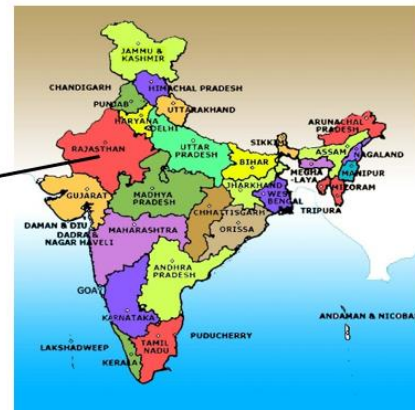 JAMMU &
KASHMIR
CHANDIGARH
HIMACHAL PRADESH
PUNJAB
UTTARAKHAND
HARYANA
DELHI
RAJASTHAN
UTTAR
PRADESH
SIKKIM
ARUNACHAL
PRADESH
ASSAM
NAGALAND
BIHAR
MEGHA
-LAYA
MANIPUR
GUJARAT
MADHYA
PRADESH
JHARKHAND
WEST
BENGAL
MIZORAM
TRIPURA
DAMAN & DIU
DADRA &
NAGAR HAVELI
MAHARASHTRA
CHHATTISGARH
ORISSA
ANDHRA
PRADESH
GOA
KARNATAKA
ANDAMAN & NICOBAR
PUDUCHERRY
LAKSHADWEEP
TAMIL
NADU
KERALA